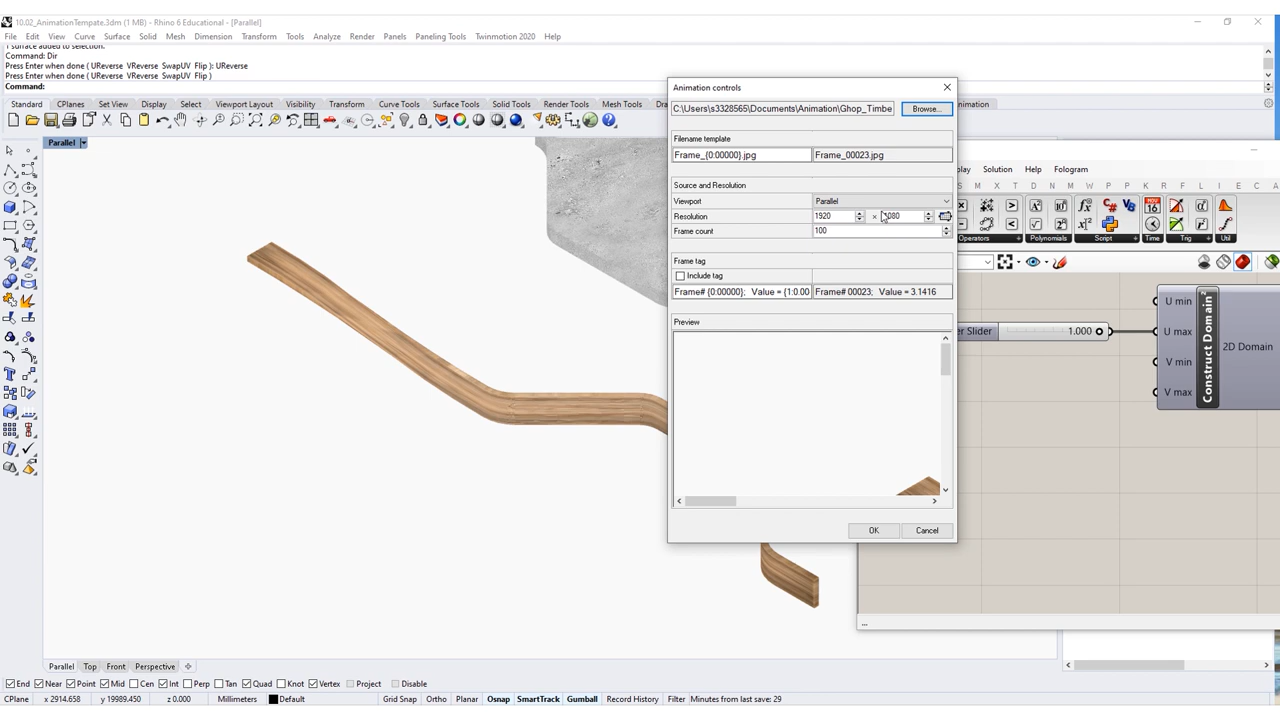 10.02_AnimationTempate.3dm (1 MB) - Rhino 6 Educational - [Parallel]
File Edit View Curve Surface Solid Mesh Dimension Transform Tools Analyze Render Panels Paneling Tools Twinmotion 2020 Help
1 surface added to selection.
Command: Dir
Press Enter when done ( UReverse VReverse SwapUV Flip ): UReverse
Press Enter when done ( UReverse VReverse SwapUV Flip )
Command:
Standard CPlanes Set View Display Select Viewport Layout Visibility Transform Curve Tools Surface Tools Solid Tools Mesh Tools Render Tools
Parallel
Animation controls
C:\Users\s3328565\Documents\Animation\Ghop_Timbe
Browse...
Filename template
Frame_{0:00000}.jpg Frame_00023.jpg
Source and Resolution
Viewport Parallel
Resolution 1920 ×
Frame count 100
Frame tag
Include tag
Frame# {0:00000}; Value = {1:0.00 Frame# 00023; Value = 3.1416
Preview
OK Cancel
nimation
display Solution Help Fologram
S M W K E L I G T E C A
Operators Polynomials Script Time Trig Util
er Slider 1.000
U min
U max
V min
V max
Construct Domain²
2D Domain
...
Parallel Top Front Perspective
End Near Point Mid Cen Int Perp Tan Quad Knot Vertex Project Disable
CPlane x 2914.658 y 19989.450 z 0.000 Millimeters Default Grid Snap Ortho Planar Osnap SmartTrack Gumball Record History Filter Minutes from last save: 29